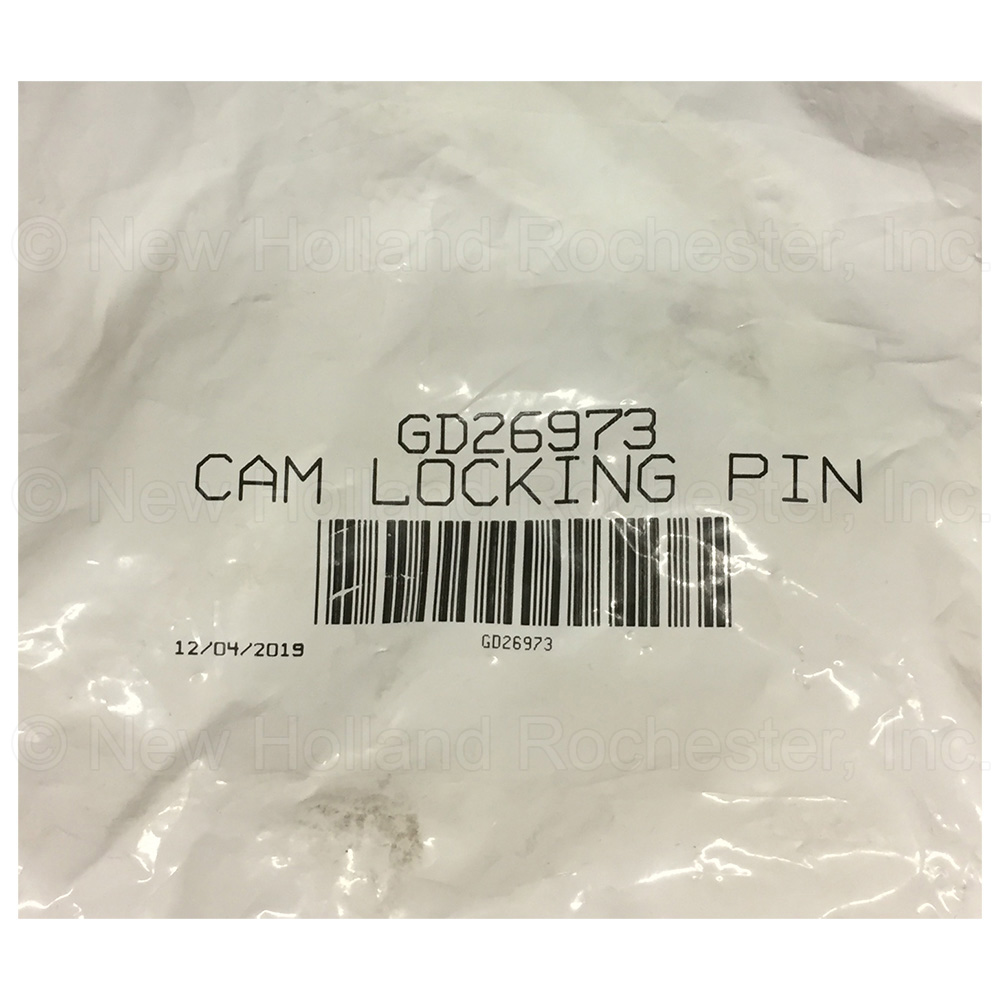 © New Holland Rochester, Inc.
GD26973
CAM LOCKING PIN
© New Holland Rochester, Inc.
GD26973
12/04/2019
© New Holland Rochester, Inc.